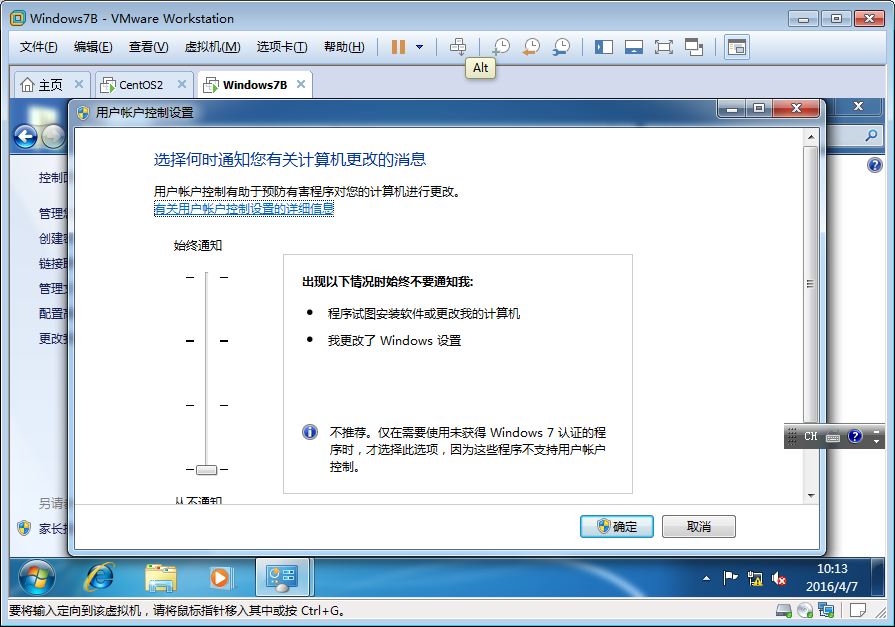 Windows7B - VMware Workstation
文件(F) 编辑(E) 查看(V) 虚拟机(M) 选项卡(T) 帮助(H)
Alt
主页 CentOS2 Windows7B
用户帐户控制设置
控制
选择何时通知您有关计算机更改的消息
用户帐户控制有助于预防有害程序对您的计算机进行更改。
有关用户帐户控制设置的详细信息
管理
创建
链接
管理
配置
更改
始终通知
出现以下情况时始终不要通知我:
程序试图安装软件或更改我的计算机
我更改了 Windows 设置
不推荐。仅在需要使用未获得 Windows 7 认证的程
序时，才选择此选项，因为这些程序不支持用户帐户
控制。
从不通知
CH
另请
家长
确定 取消
10:13
2016/4/7
要将输入定向到该虚拟机，请将鼠标指针移入其中或按 Ctrl+G。